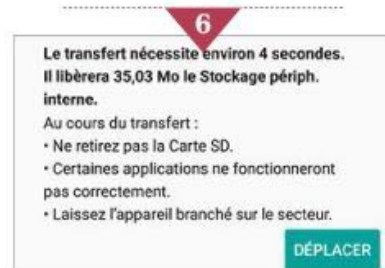 6
Le transfert nécessite environ 4 secondes.
Il libèrera 35,03 Mo le Stockage périph.
interne.
Au cours du transfert :
• Ne retirez pas la Carte SD.
• Certaines applications ne fonctionneront
pas correctement.
• Laissez l'appareil branché sur le secteur.
DÉPLACER